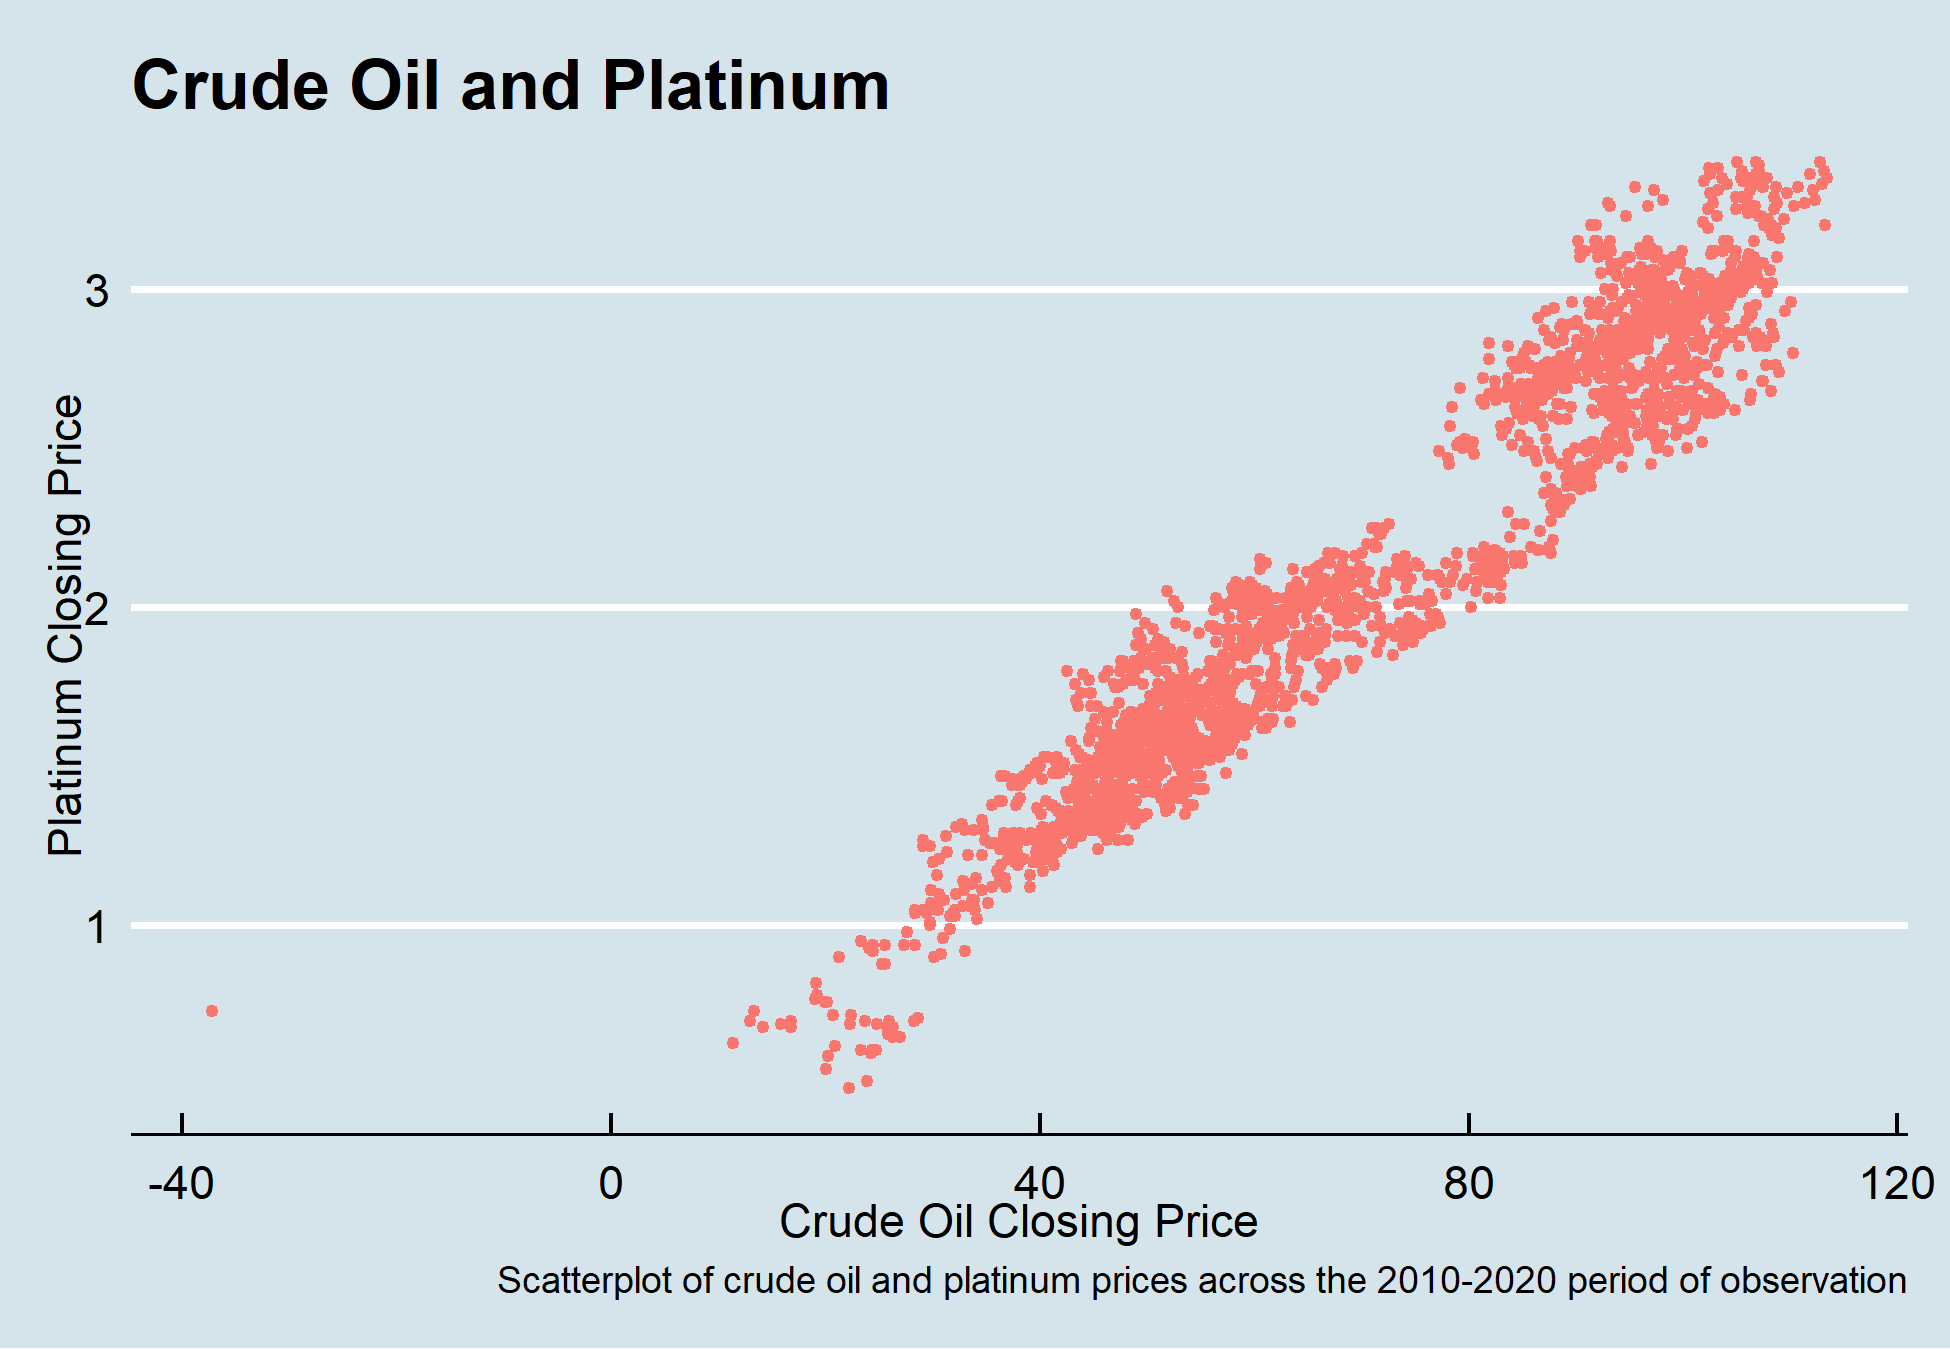 Crude Oil and Platinum
Platinum Closing Price
3
2
1
-40
0
40
80
120
Crude Oil Closing Price
Scatterplot of crude oil and platinum prices across the 2010-2020 period of observation